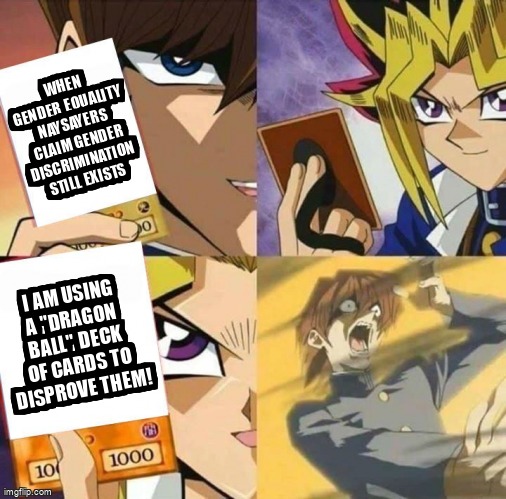 WHEN
GENDER EQUALITY
NAYSAYERS
CLAIM GENDER
DISCRIMINATION
STILL EXISTS
I AM USING
A "DRAGON
BALL", DECK
OF CARDS TO
DISPROVE THEM!
1000
imgflip.com